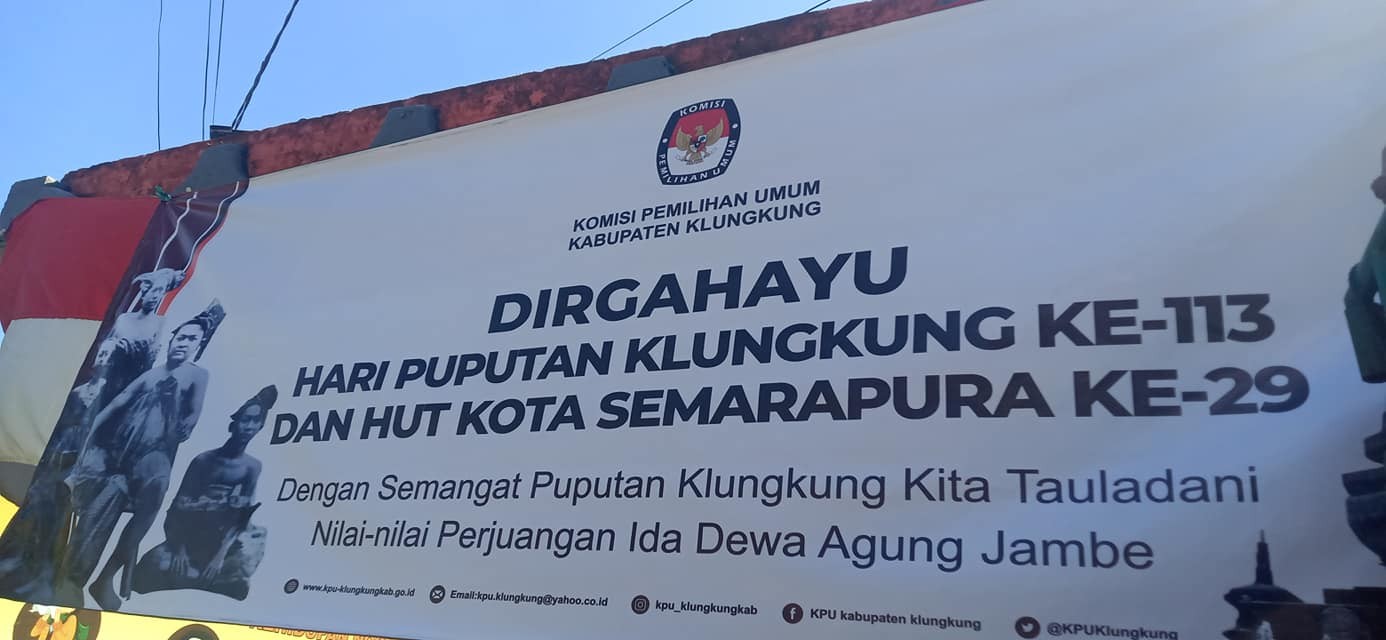 KOMISI
PEMILIHAN UMUM
KOMISI PEMILIHAN UMUM
KABUPATEN KLUNGKUNG
DIRGAHAYU
HARI PUPUTAN KLUNGKUNG KE-113
DAN HUT KOTA SEMARAPURA KE-29
Dengan Semangat Puputan Klungkung Kita Tauladani
Nilai-nilai Perjuangan Ida Dewa Agung Jambe
www.kpu-klungkungkab.go.id Email:kpu.klungkung@yahoo.co.id kpu_klungkungkab KPU kabupaten klungkung @KPUKlungkung